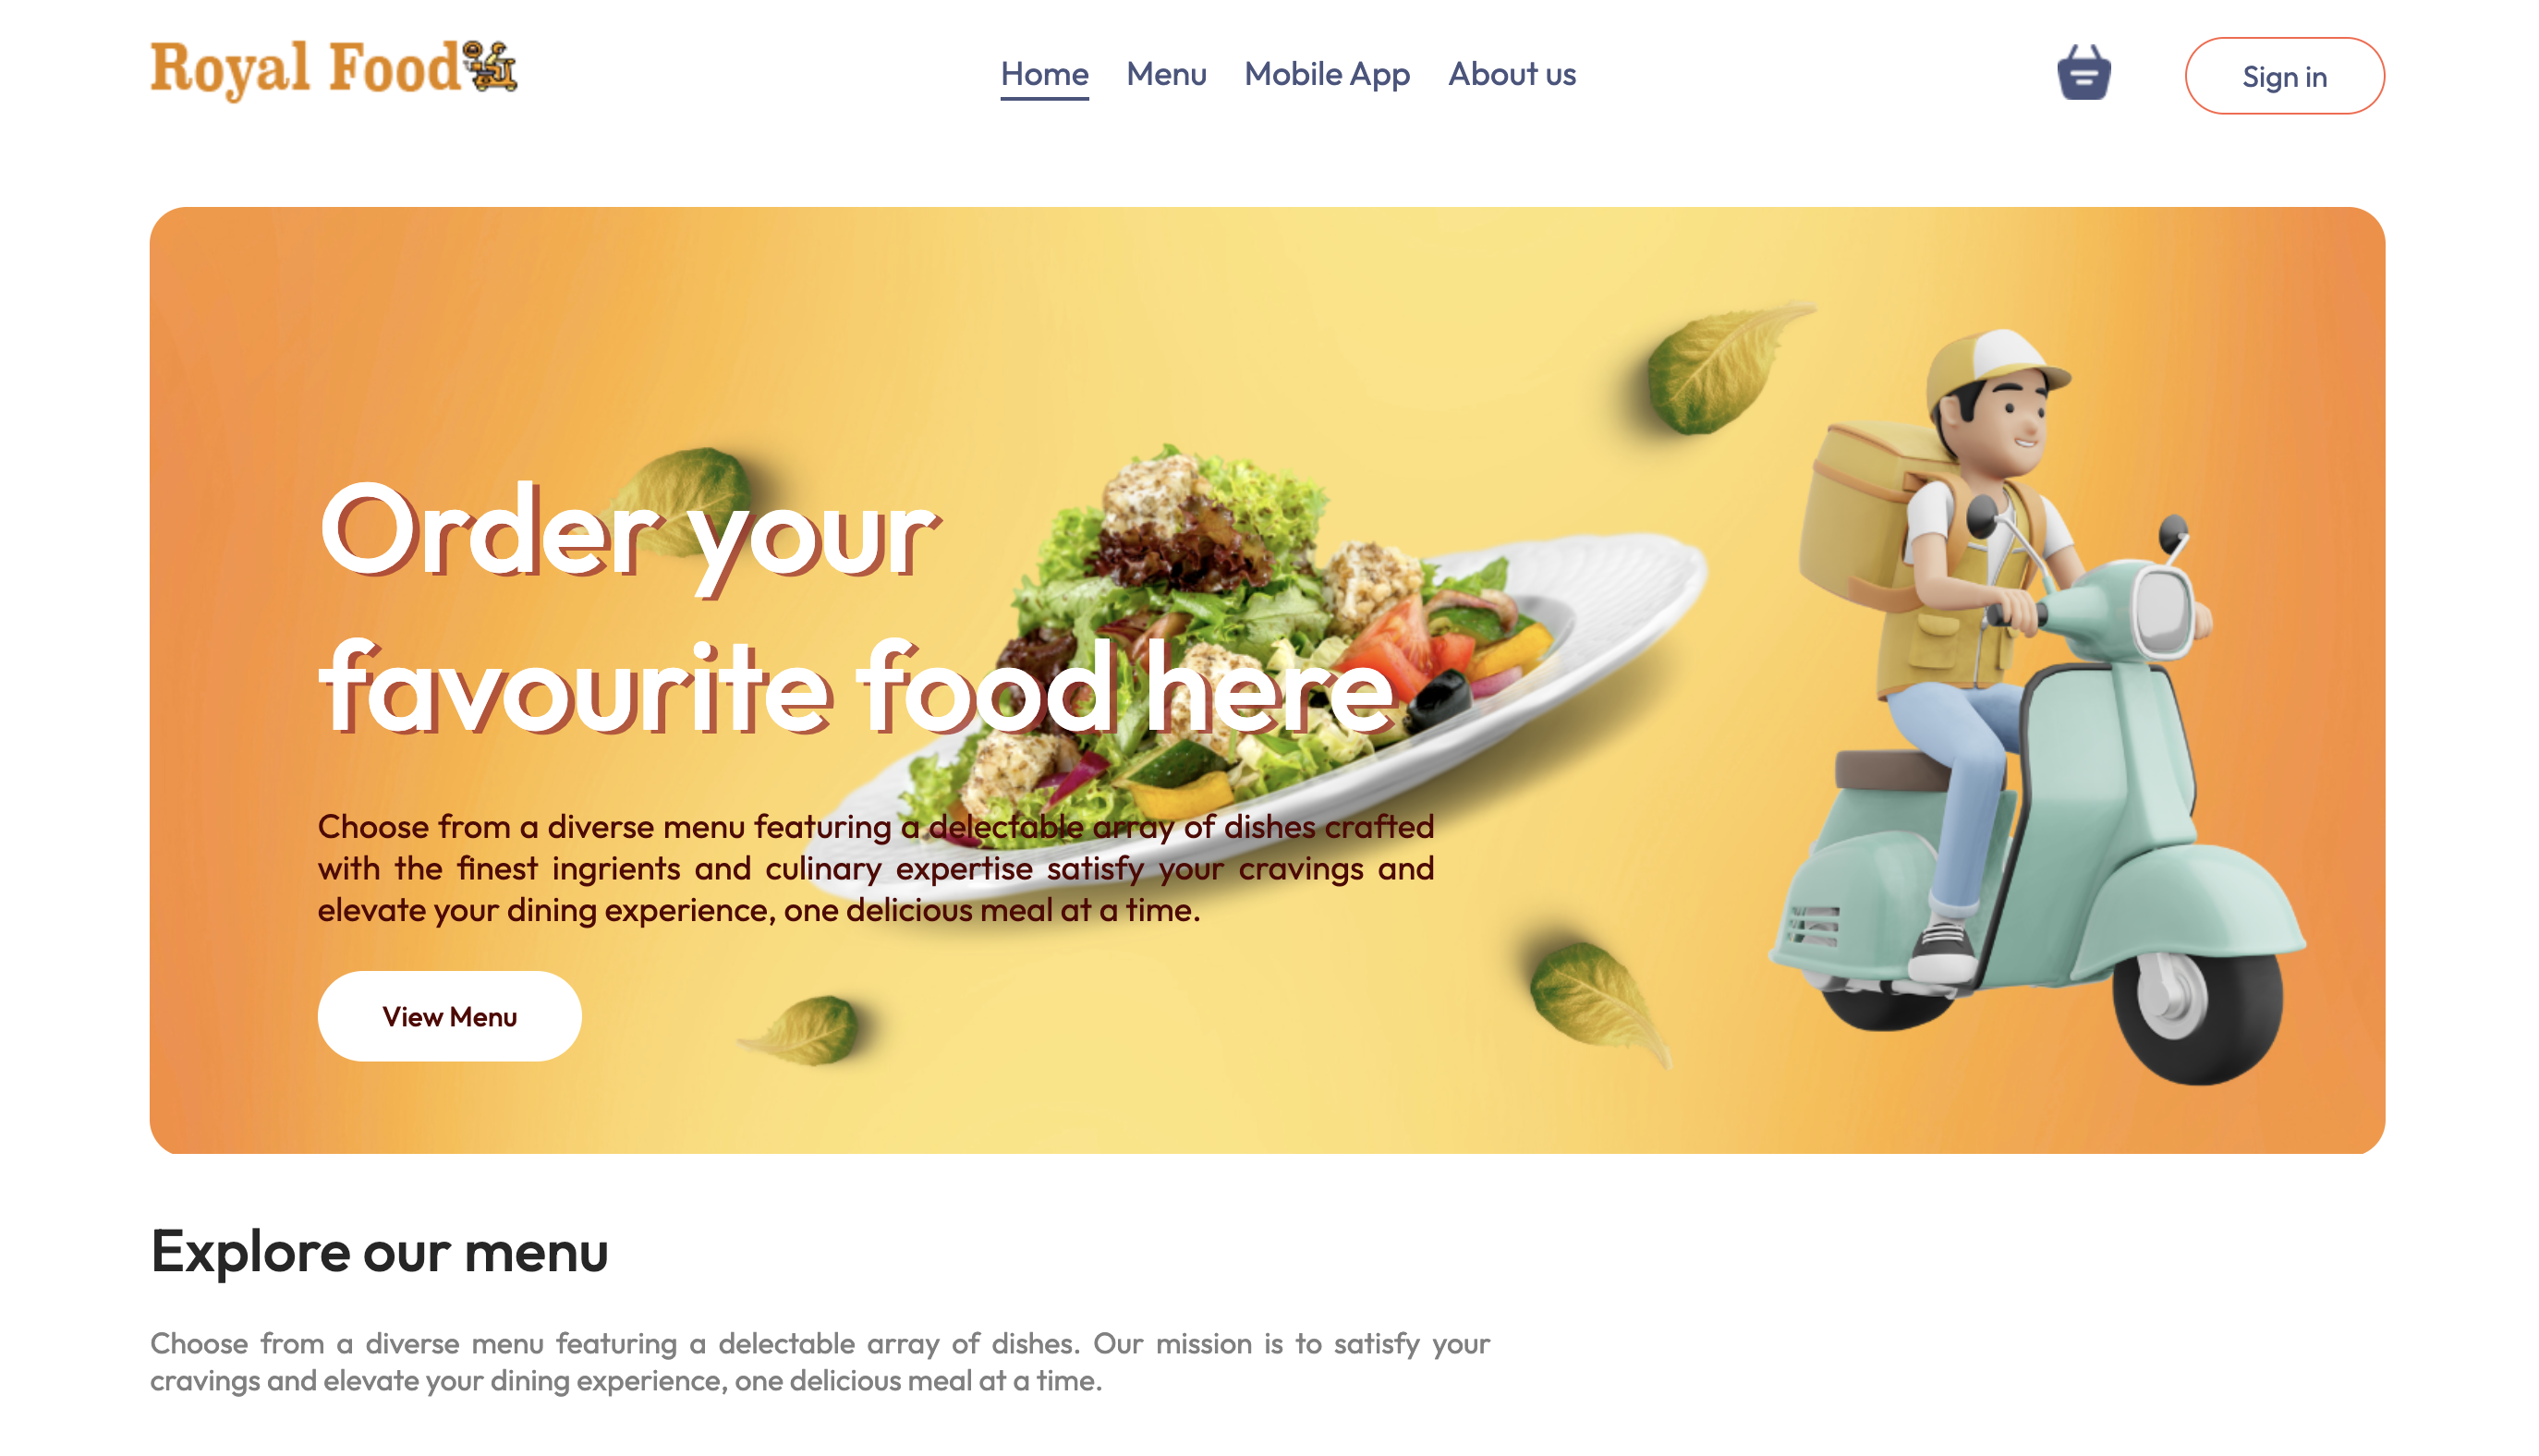 Royal Food
Home Menu Mobile App About us
Sign in
Order your
favourite food here
Choose from a diverse menu featuring a delectable array of dishes crafted
with the finest ingrients and culinary expertise satisfy your cravings and
elevate your dining experience, one delicious meal at a time.
View Menu
Explore our menu
Choose from a diverse menu featuring a delectable array of dishes. Our mission is to satisfy your
cravings and elevate your dining experience, one delicious meal at a time.